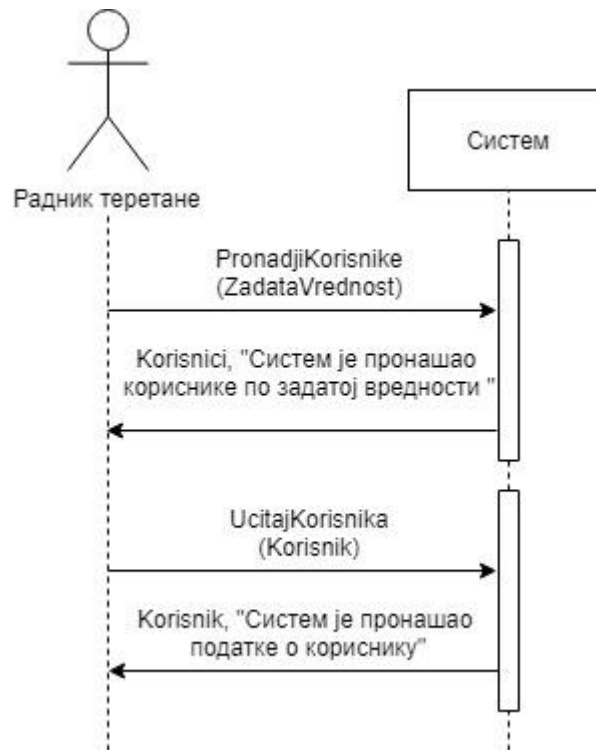 Радник теретане
Систем
PronadjiKorisnike
(ZadataVrednost)
Korisnici, "Систем је пронашао
кориснике по задатој вредности "
UcitajKorisnika
(Korisnik)
Korisnik, "Систем је пронашао
податке о кориснику"